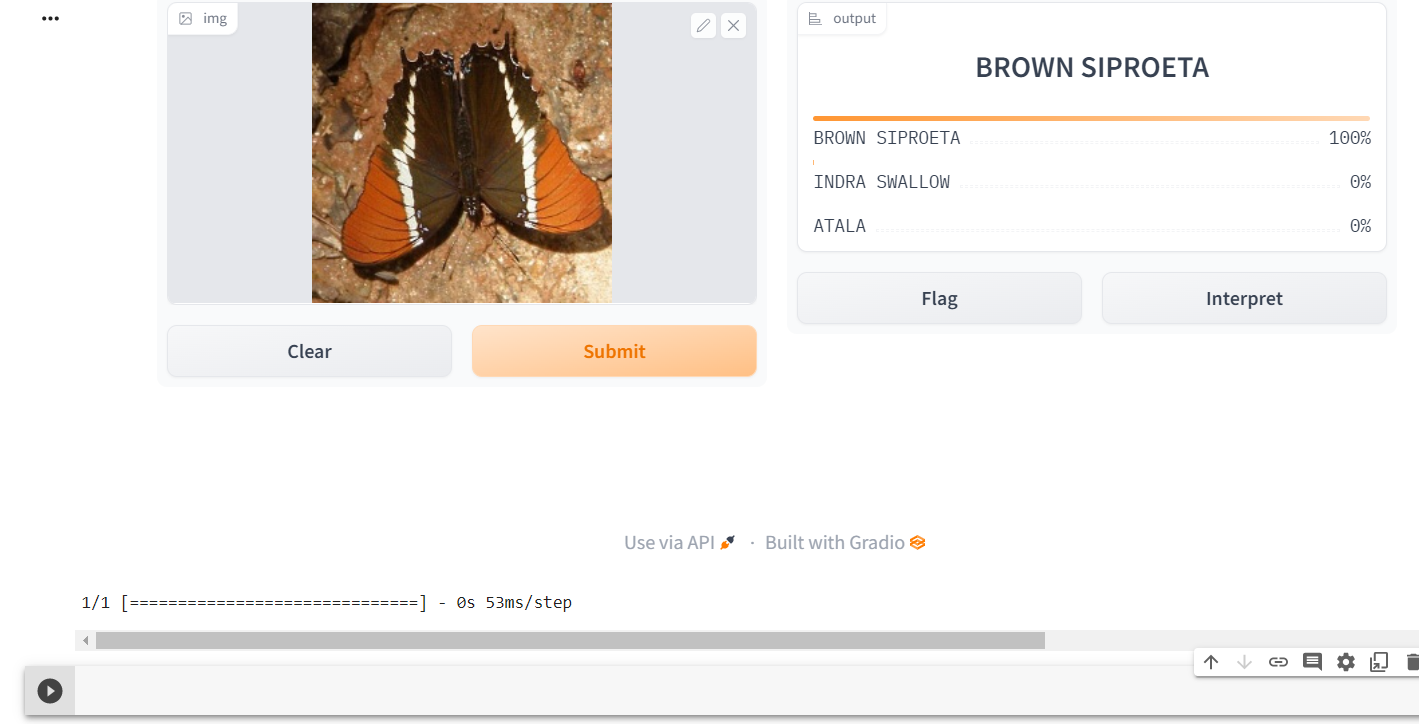 img
output
BROWN SIPROETA
BROWN SIPROETA 100%
INDRA SWALLOW 0%
ATALA 0%
Flag Interpret
Clear Submit
Use via API · Built with Gradio
1/1 [==============================] - 0s 53ms/step